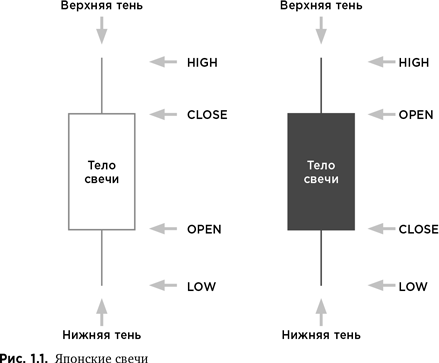 Верхняя тень
HIGH
CLOSE
Тело
свечи
OPEN
LOW
Нижняя тень
Верхняя тень
HIGH
OPEN
Тело
свечи
CLOSE
LOW
Нижняя тень
Рис. 1.1. Японские свечи